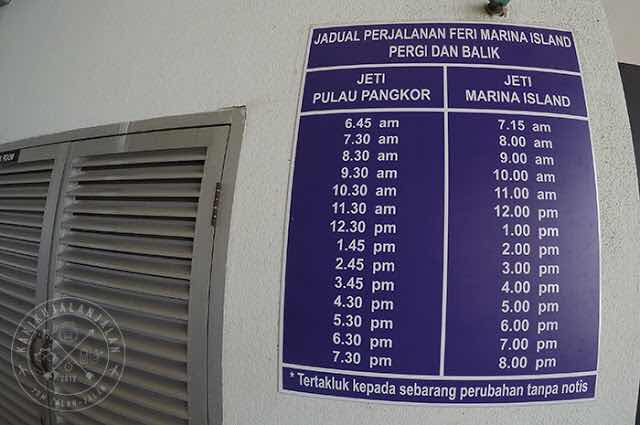 JADUAL PERJALANAN FERI MARINA ISLAND
PERGI DAN BALIK
JETI PULAU PANGKOR
JETI MARINA ISLAND
6.45 am 7.15 am
7.30 am 8.00 am
8.30 am 9.00 am
9.30 am 10.00 am
10.30 am 11.00 am
11.30 am 12.00 pm
12.30 pm 1.00 pm
1.45 pm 2.00 pm
2.45 pm 3.00 pm
3.45 pm 4.00 pm
4.30 pm 5.00 pm
5.30 pm 6.00 pm
6.30 pm 7.00 pm
7.30 pm 8.00 pm
* Tertakluk kepada sebarang perubahan tanpa notis
ROOM